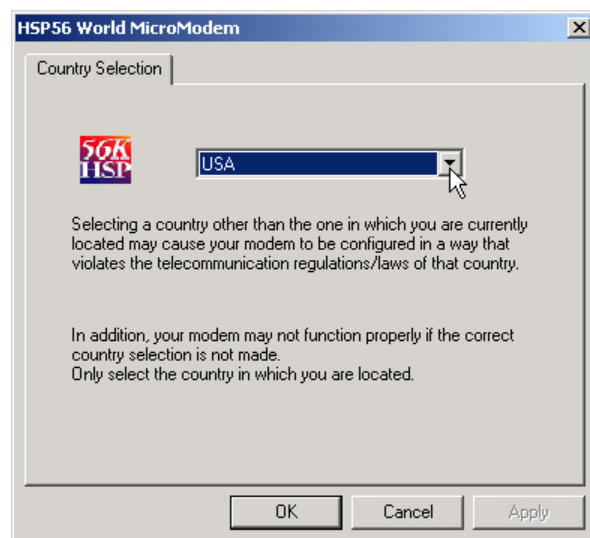 HSP56 World MicroModem
Country Selection
56K
HSP
USA
Selecting a country other than the one in which you are currently
located may cause your modem to be configured in a way that
violates the telecommunication regulations/laws of that country.
In addition, your modem may not function properly if the correct
country selection is not made.
Only select the country in which you are located.
OK
Cancel
Apply